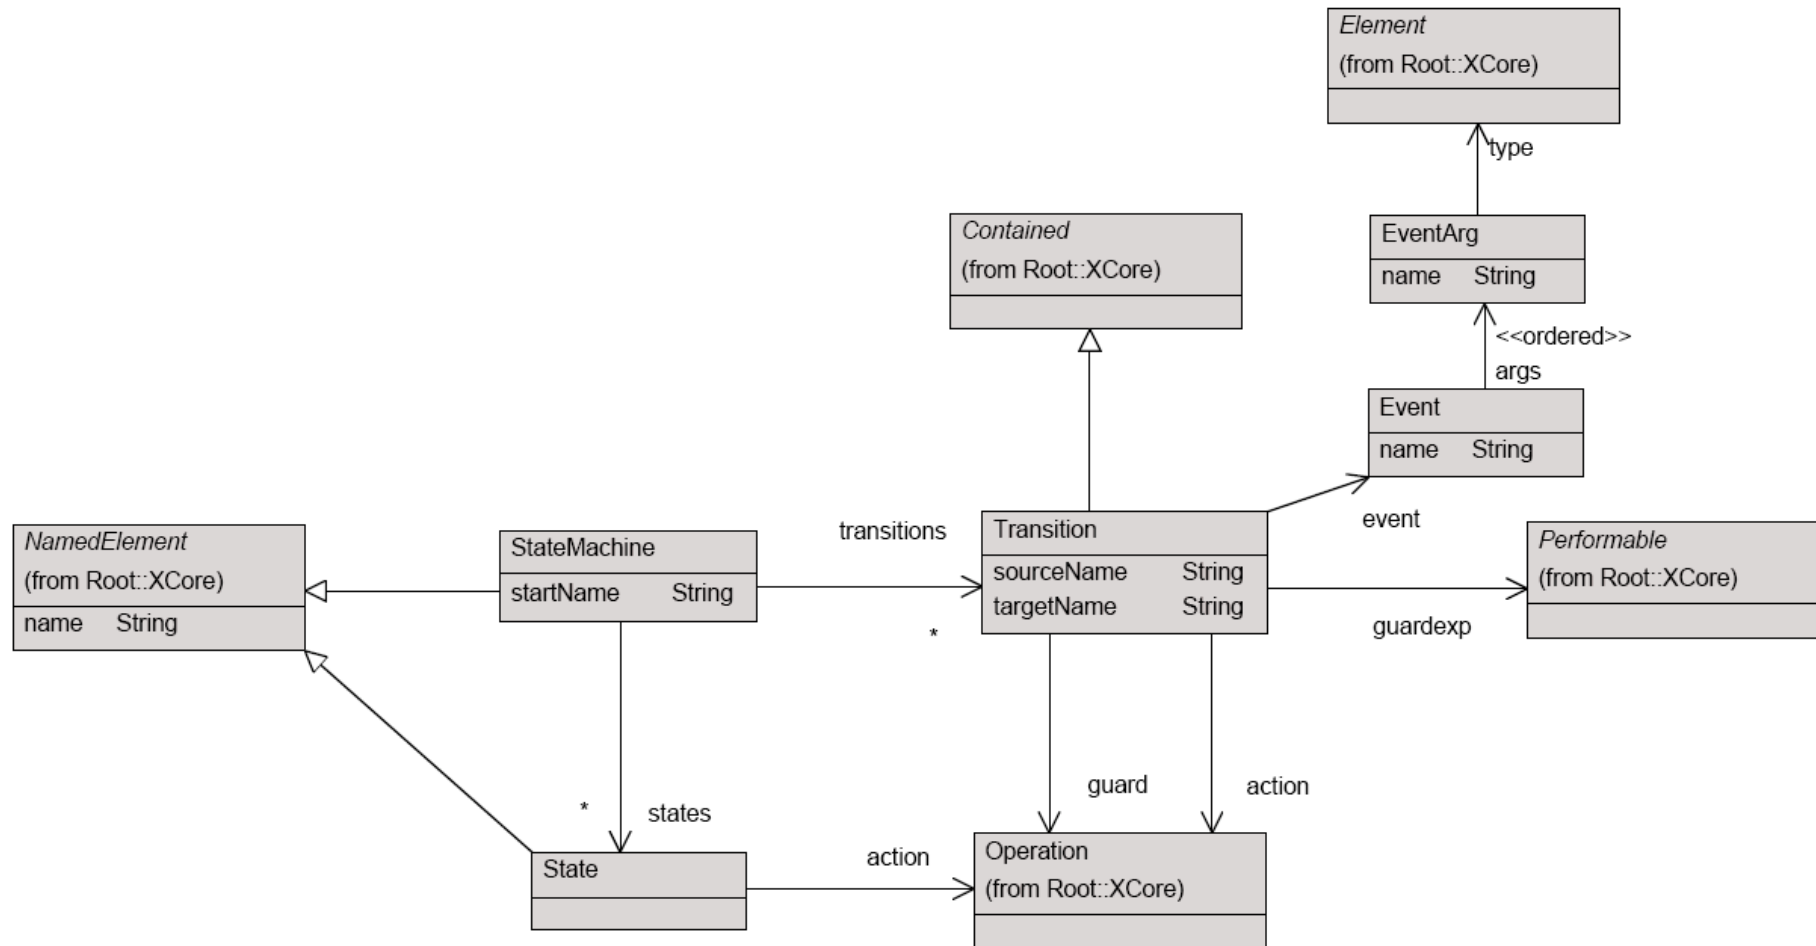 Element
(from Root::XCore)
type
Contained
(from Root::XCore)
EventArg
name String
<<ordered>>
args
Event
name String
event
NamedElement
(from Root::XCore)
name String
StateMachine
startName String
transitions
*
Transition
sourceName String
targetName String
Performable
(from Root::XCore)
guardexp
*
states
guard
action
State
action
Operation
(from Root::XCore)